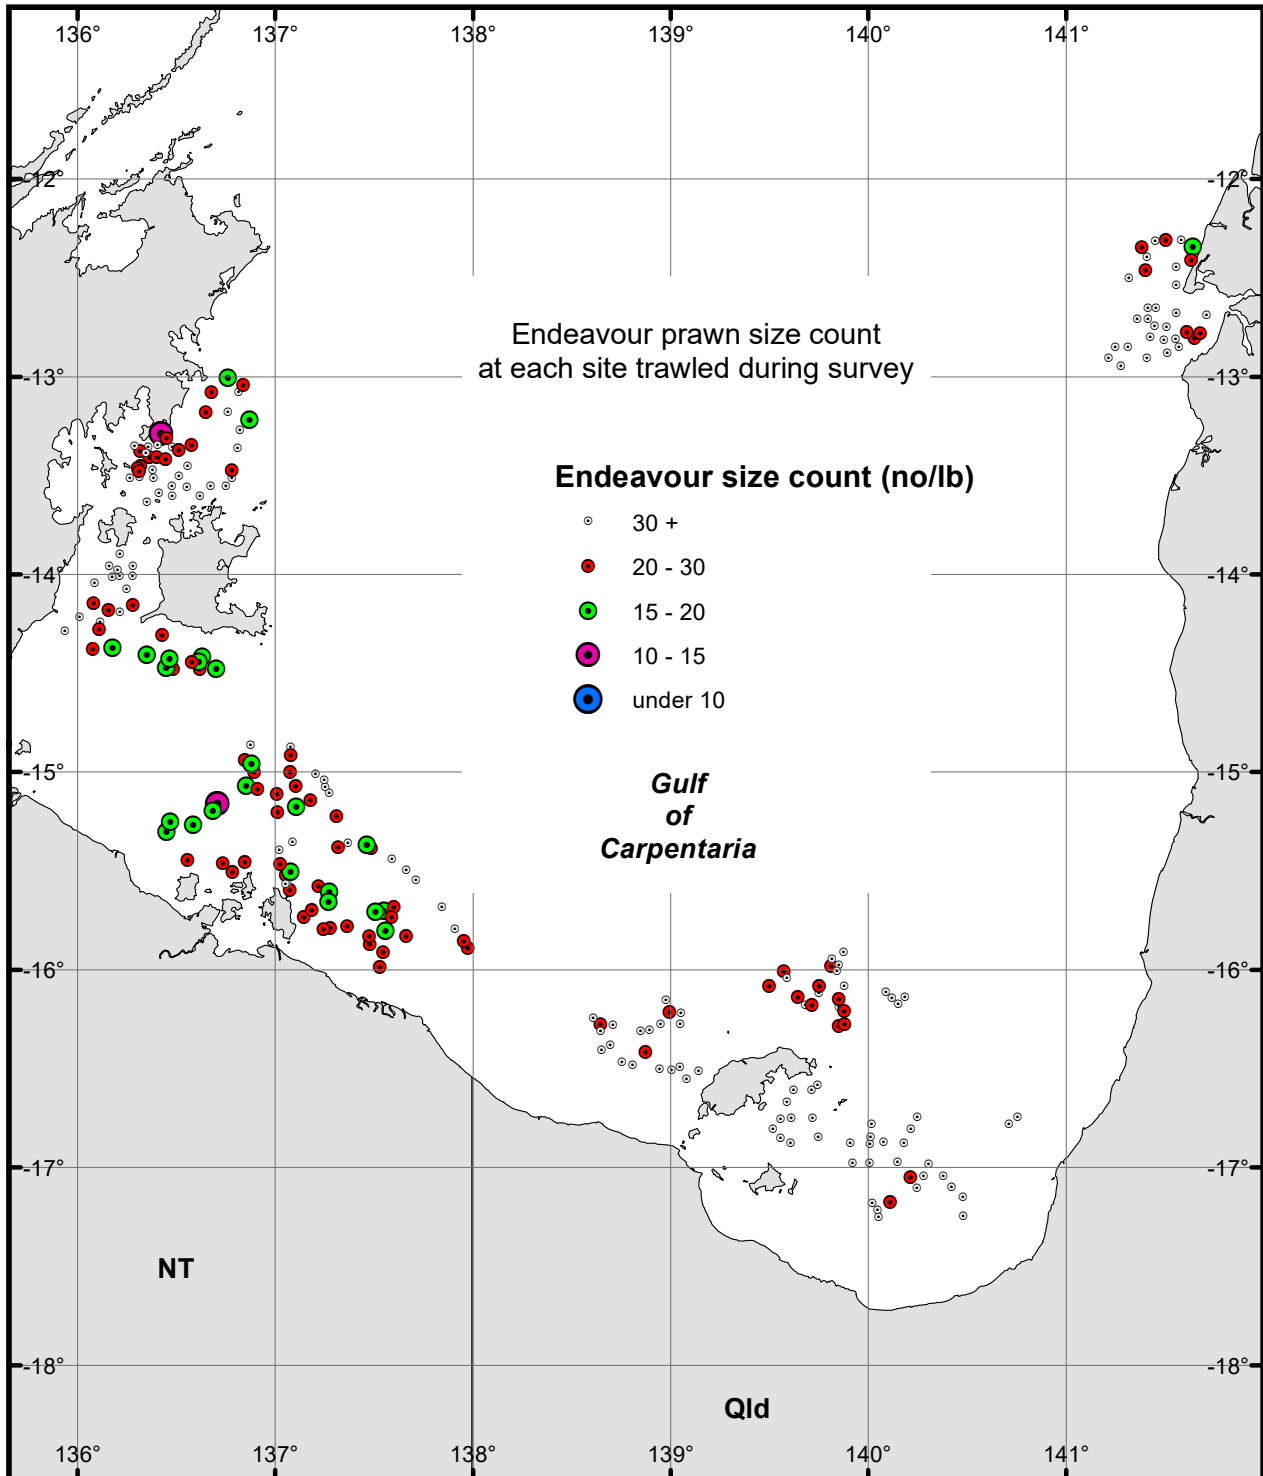 136° 137° 138° 139° 140° 141°
-12° -12°
Endeavour prawn size count
at each site trawled during survey
-13° -13°
Endeavour size count (no/lb)
30 +
20 - 30
-14° -14°
15 - 20
10 - 15
under 10
-15° -15°
Gulf
of
Carpentaria
-16° -16°
-17° -17°
NT
-18° -18°
Qld
136° 137° 138° 139° 140° 141°